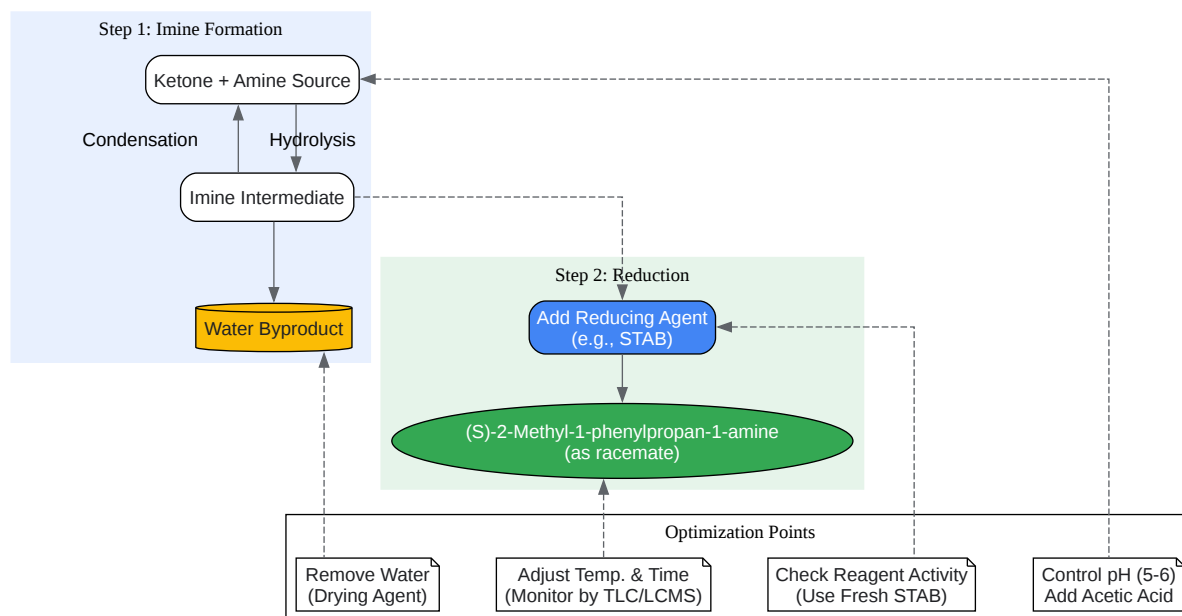 Step 1: Imine Formation
Ketone + Amine Source
Condensation
Hydrolysis
Imine Intermediate
Water Byproduct
Step 2: Reduction
Add Reducing Agent
(e.g., STAB)
(S)-2-Methyl-1-phenylpropan-1-amine
(as racemate)
Optimization Points
Remove Water
(Drying Agent)
Adjust Temp. & Time
(Monitor by TLC/LCMS)
Check Reagent Activity
(Use Fresh STAB)
Control pH (5-6)
Add Acetic Acid